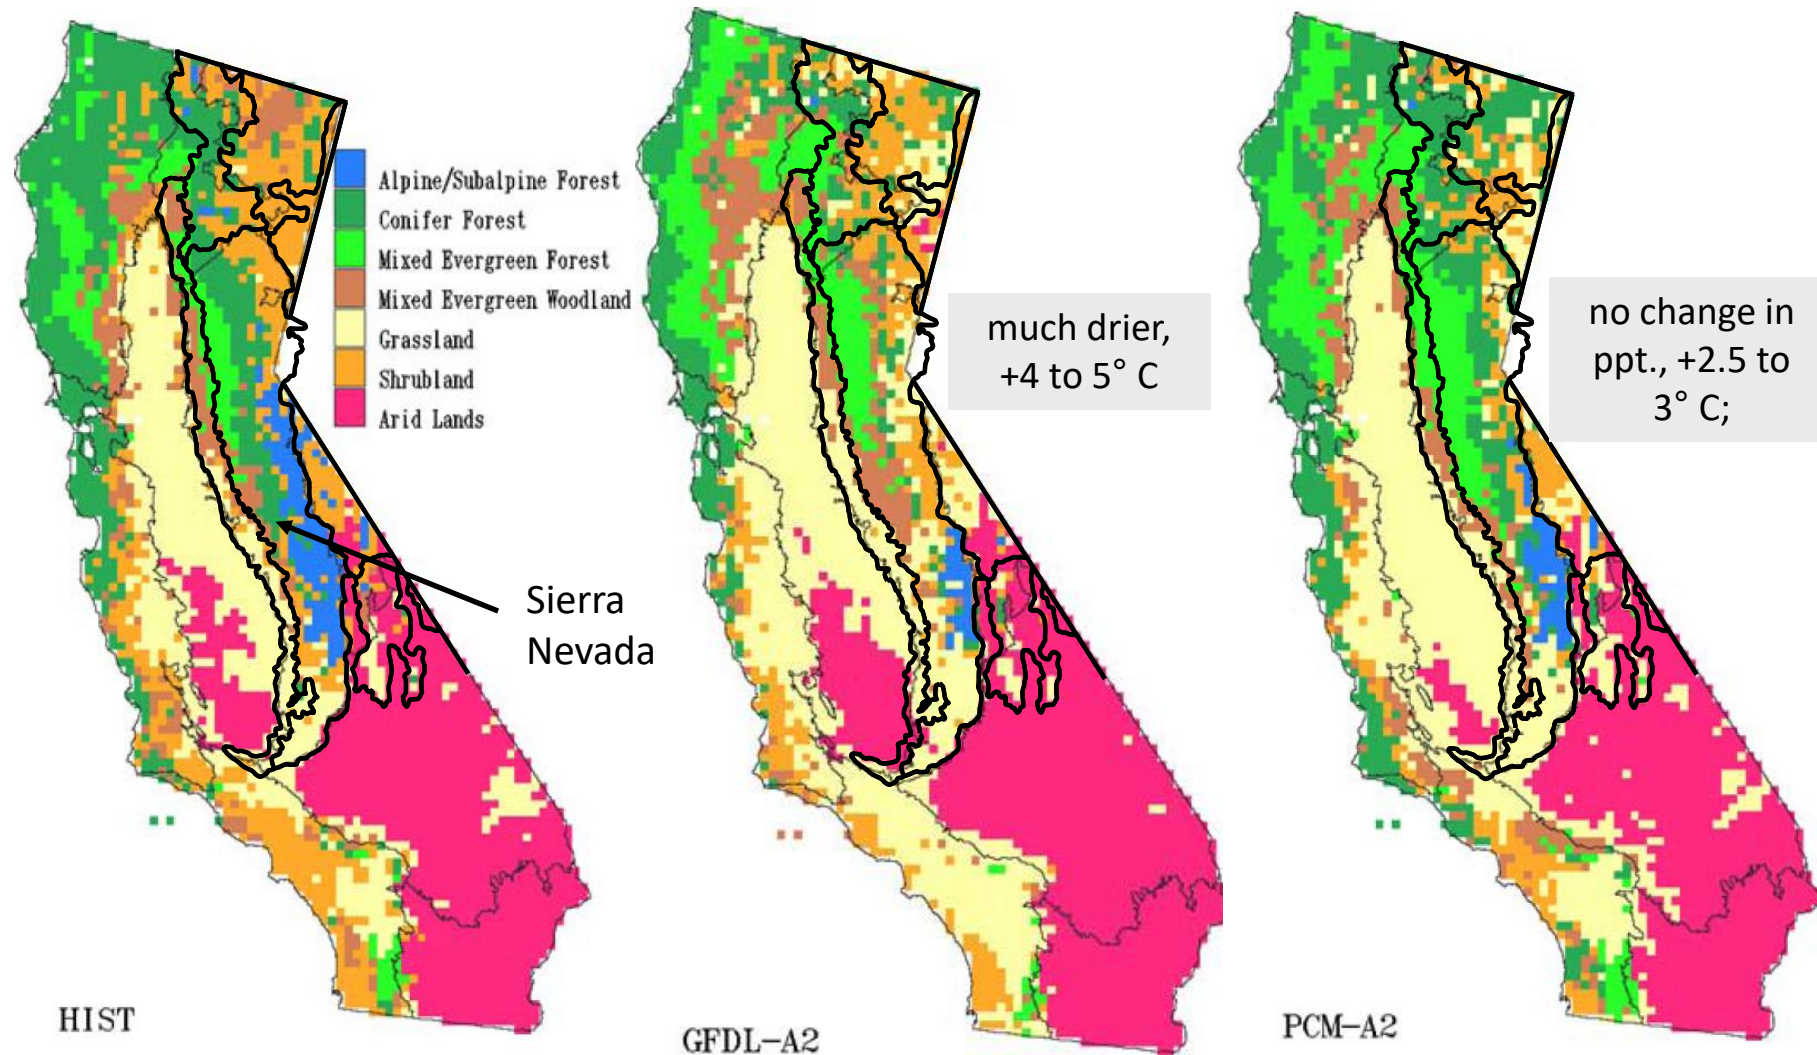 Alpine/Subalpine Forest
Conifer Forest
Mixed Evergreen Forest
Mixed Evergreen Woodland
Grassland
Shrubland
Arid Lands
much drier,
+4 to 5° C
no change in
ppt., +2.5 to
3° C;
Sierra
Nevada
HIST
GFDL-A2
PCM-A2